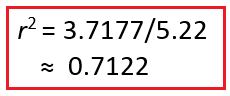 r² = 3.7177/5.22
≈ 0.7122